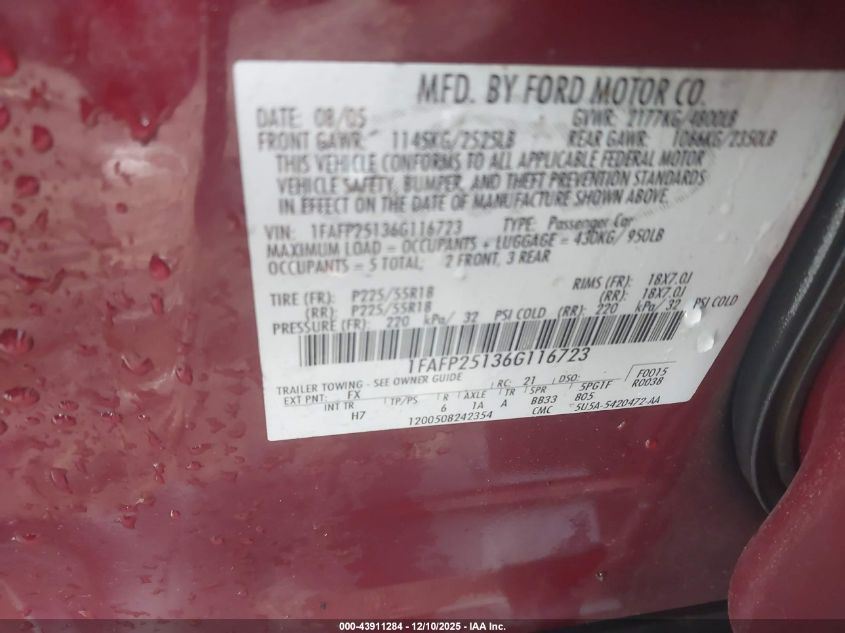 MFD. BY FORD MOTOR CO.
DATE: 08/05 GVWR: 2177KG/4800LB
FRONT GAWR: 1145KG/2525LB REAR GAWR: 1066KG/2350LB
THIS VEHICLE CONFORMS TO ALL APPLICABLE FEDERAL MOTOR
VEHICLE SAFETY, BUMPER, AND THEFT PREVENTION STANDARDS
IN EFFECT ON THE DATE OF MANUFACTURE SHOWN ABOVE.
VIN: 1FAFP25136G116723 TYPE: Passenger Car
MAXIMUM LOAD = OCCUPANTS + LUGGAGE = 430KG/950LB
OCCUPANTS = 5 TOTAL; 2 FRONT, 3 REAR
TIRE (FR): P225/55R18 RIMS (FR): 18X7.0J
(RR): P225/55R18 (RR): 18X7.0J
PRESSURE (FR): 220 kPa/ 32 PSI COLD (RR): 220 kPa/ 32 PSI COLD
1FAFP25136G116723
TRAILER TOWING - SEE OWNER GUIDE RC: 21 DSO: F0015
EXT PNT: FX R AXLE TR SPR 5PGTF R0038
INT TR TP/PS 6 1A A BB33 B05
H7 1200508242354 CMC 5U5A-5420472-AA
000-43911284 - 12/10/2025 - IAA Inc.